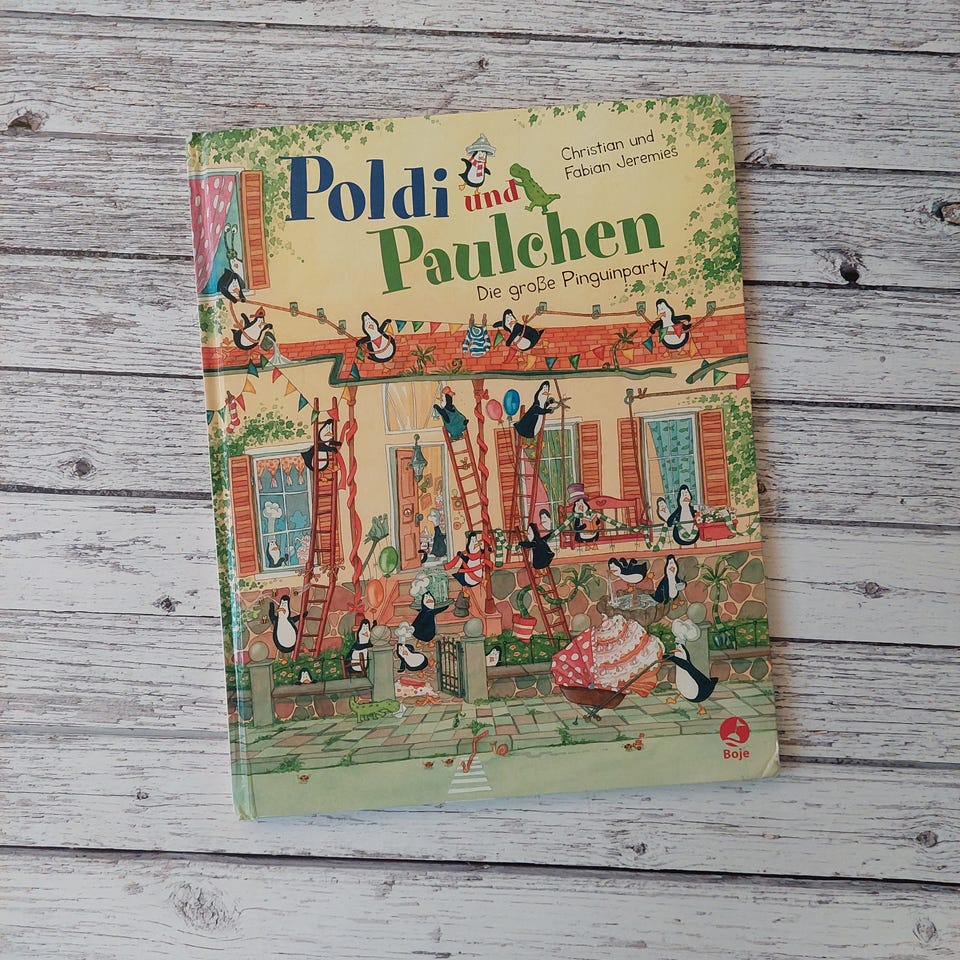 Christian und
Fabian Jeremies
Poldi
und
Paulchen
Die große Pinguinparty
Boje